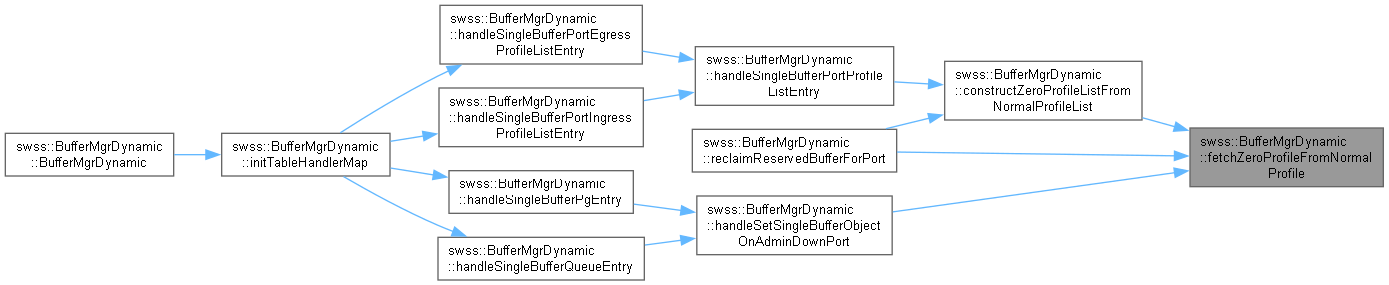 swss::BufferMgrDynamic
::BufferMgrDynamic
swss::BufferMgrDynamic
::initTableHandlerMap
swss::BufferMgrDynamic
::handleSingleBufferPortEgress
ProfileListEntry
swss::BufferMgrDynamic
::handleSingleBufferPortIngress
ProfileListEntry
swss::BufferMgrDynamic
::handleSingleBufferPgEntry
swss::BufferMgrDynamic
::handleSingleBufferQueueEntry
swss::BufferMgrDynamic
::handleSingleBufferPortProfile
ListEntry
swss::BufferMgrDynamic
::reclaimReservedBufferForPort
swss::BufferMgrDynamic
::handleSetSingleBufferObject
OnAdminDownPort
swss::BufferMgrDynamic
::constructZeroProfileListFrom
NormalProfileList
swss::BufferMgrDynamic
::fetchZeroProfileFromNormal
Profile